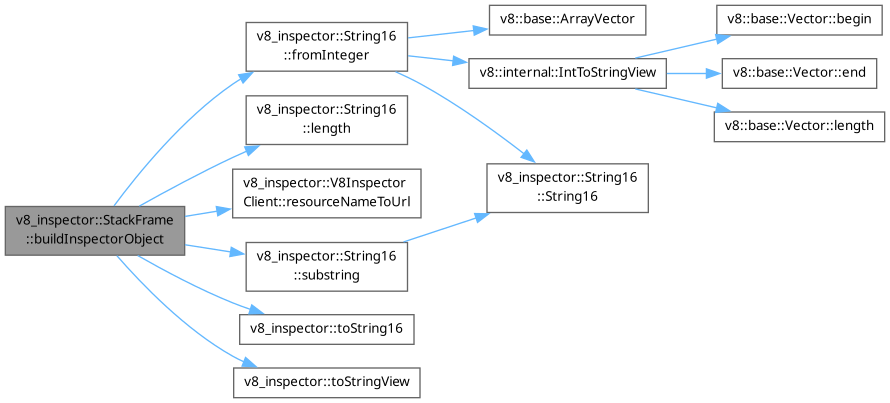 v8_inspector::StackFrame
::buildInspectorObject
v8_inspector::String16
::fromInteger
v8_inspector::String16
::length
v8_inspector::V8Inspector
Client::resourceNameToUrl
v8_inspector::String16
::substring
v8_inspector::toString16
v8_inspector::toStringView
v8::base::ArrayVector
v8::internal::IntToStringView
v8_inspector::String16
::String16
v8::base::Vector::begin
v8::base::Vector::end
v8::base::Vector::length